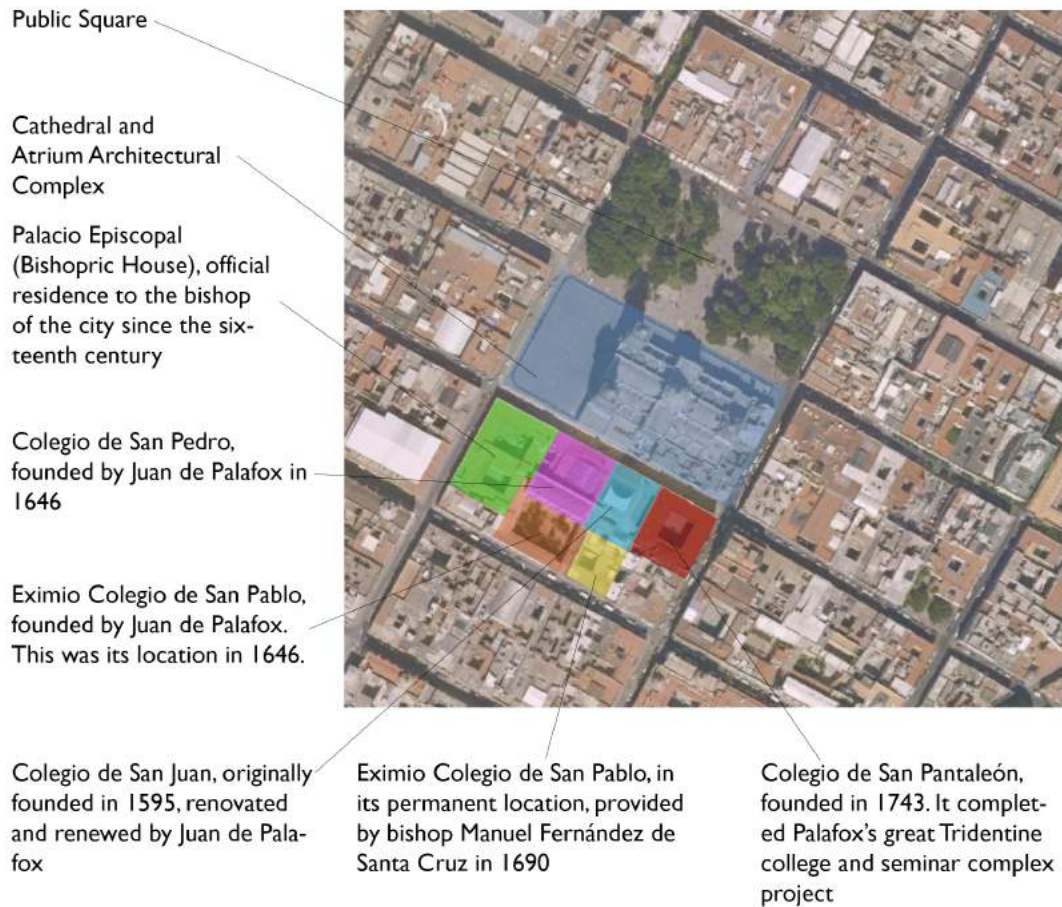 Public Square
Cathedral and
Atrium Architectural
Complex
Palacio Episcopal
(Bishopric House), official
residence to the bishop
of the city since the six-
teenth century
Colegio de San Pedro,
founded by Juan de Palafox in
1646
Eximio Colegio de San Pablo,
founded by Juan de Palafox.
This was its location in 1646.
Colegio de San Juan, originally
founded in 1595, renovated
and renewed by Juan de Pala-
fox
Eximio Colegio de San Pablo, in
its permanent location, provided
by bishop Manuel Fernández de
Santa Cruz in 1690
Colegio de San Pantaleón,
founded in 1743. It complet-
ed Palafox's great Tridentine
college and seminar complex
project